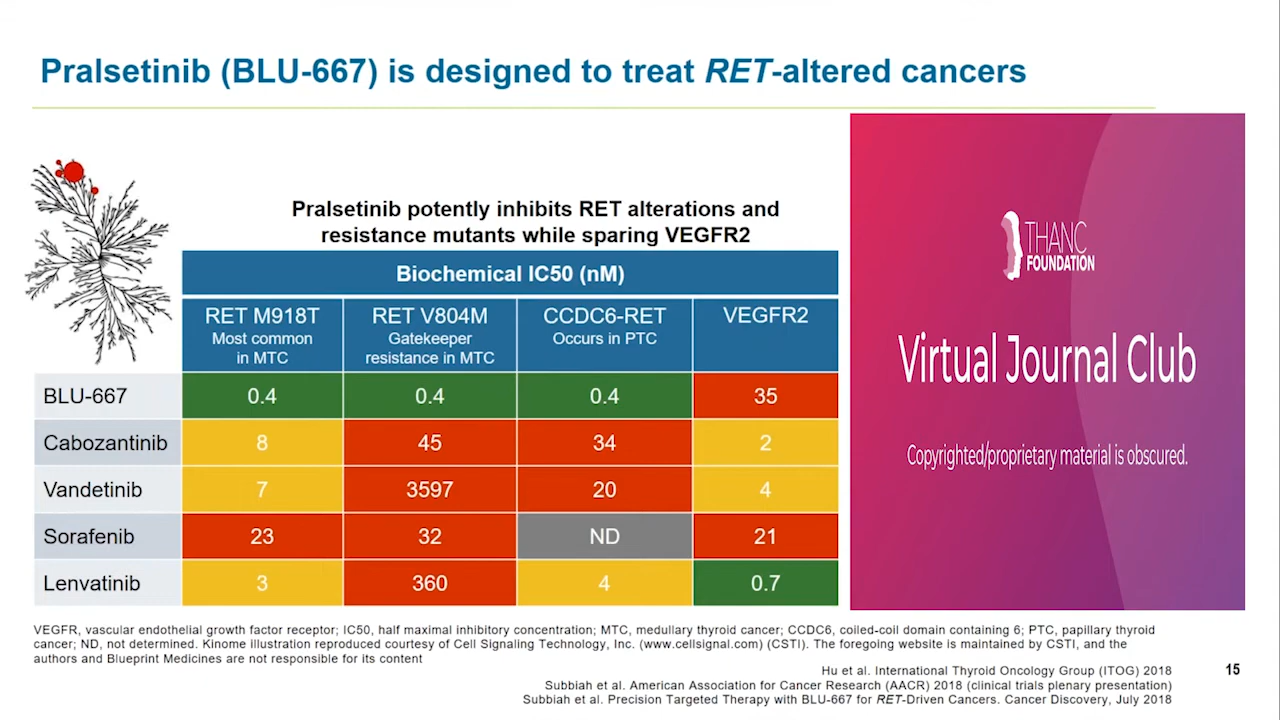 Pralsetinib (BLU-667) is designed to treat RET-altered cancers
Pralsetinib potently inhibits RET alterations and
resistance mutants while sparing VEGFR2
Biochemical IC50 (nM)
RET M918T
Most common
in MTC
RET V804M
Gatekeeper
resistance in MTC
CCDC6-RET
Occurs in PTC
VEGFR2
BLU-667 0.4 0.4 0.4 35
Cabozantinib 8 45 34 2
Vandetinib 7 3597 20 4
Sorafenib 23 32 ND 21
Lenvatinib 3 360 4 0.7
THANC
FOUNDATION
Virtual Journal Club
Copyrighted/proprietary material is obscured.
VEGFR, vascular endothelial growth factor receptor; IC50, half maximal inhibitory concentration; MTC, medullary thyroid cancer; CCDC6, coiled-coil domain containing 6; PTC, papillary thyroid
cancer; ND, not determined. Kinome illustration reproduced courtesy of Cell Signaling Technology, Inc. (www.cellsignal.com) (CSTI). The foregoing website is maintained by CSTI, and the
authors and Blueprint Medicines are not responsible for its content
Hu et al. International Thyroid Oncology Group (ITOG) 2018
Subbiah et al. American Association for Cancer Research (AACR) 2018 (clinical trials plenary presentation)
Subbiah et al. Precision Targeted Therapy with BLU-667 for RET-Driven Cancers. Cancer Discovery, July 2018
15